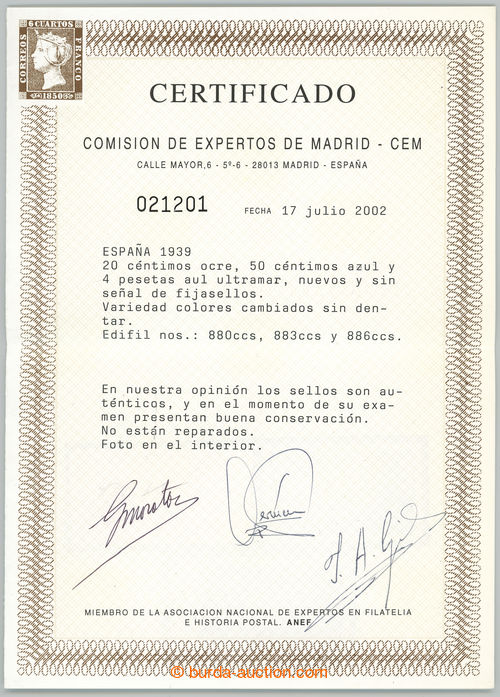 6 CUARTOS
CORREOS
FRANCO
1850
CERTIFICADO
COMISION DE EXPERTOS DE MADRID - CEM
CALLE MAYOR,6 - 5º-6 - 28013 MADRID - ESPAÑA
021201 FECHA 17 julio 2002
ESPAÑA 1939
20 céntimos ocre, 50 céntimos azul y
4 pesetas aul ultramar, nuevos y sin
señal de fijasellos.
Variedad colores cambiados sin den-
tar.
Edifil nos.: 880ccs, 883ccs y 886ccs.
En nuestra opinión los sellos son au-
ténticos, y en el momento de su exa-
men presentan buena conservación.
No están reparados.
Foto en el interior.
MIEMBRO DE LA ASOCIACION NACIONAL DE EXPERTOS EN FILATELIA
E HISTORIA POSTAL. ANEF
© burda-auction.com